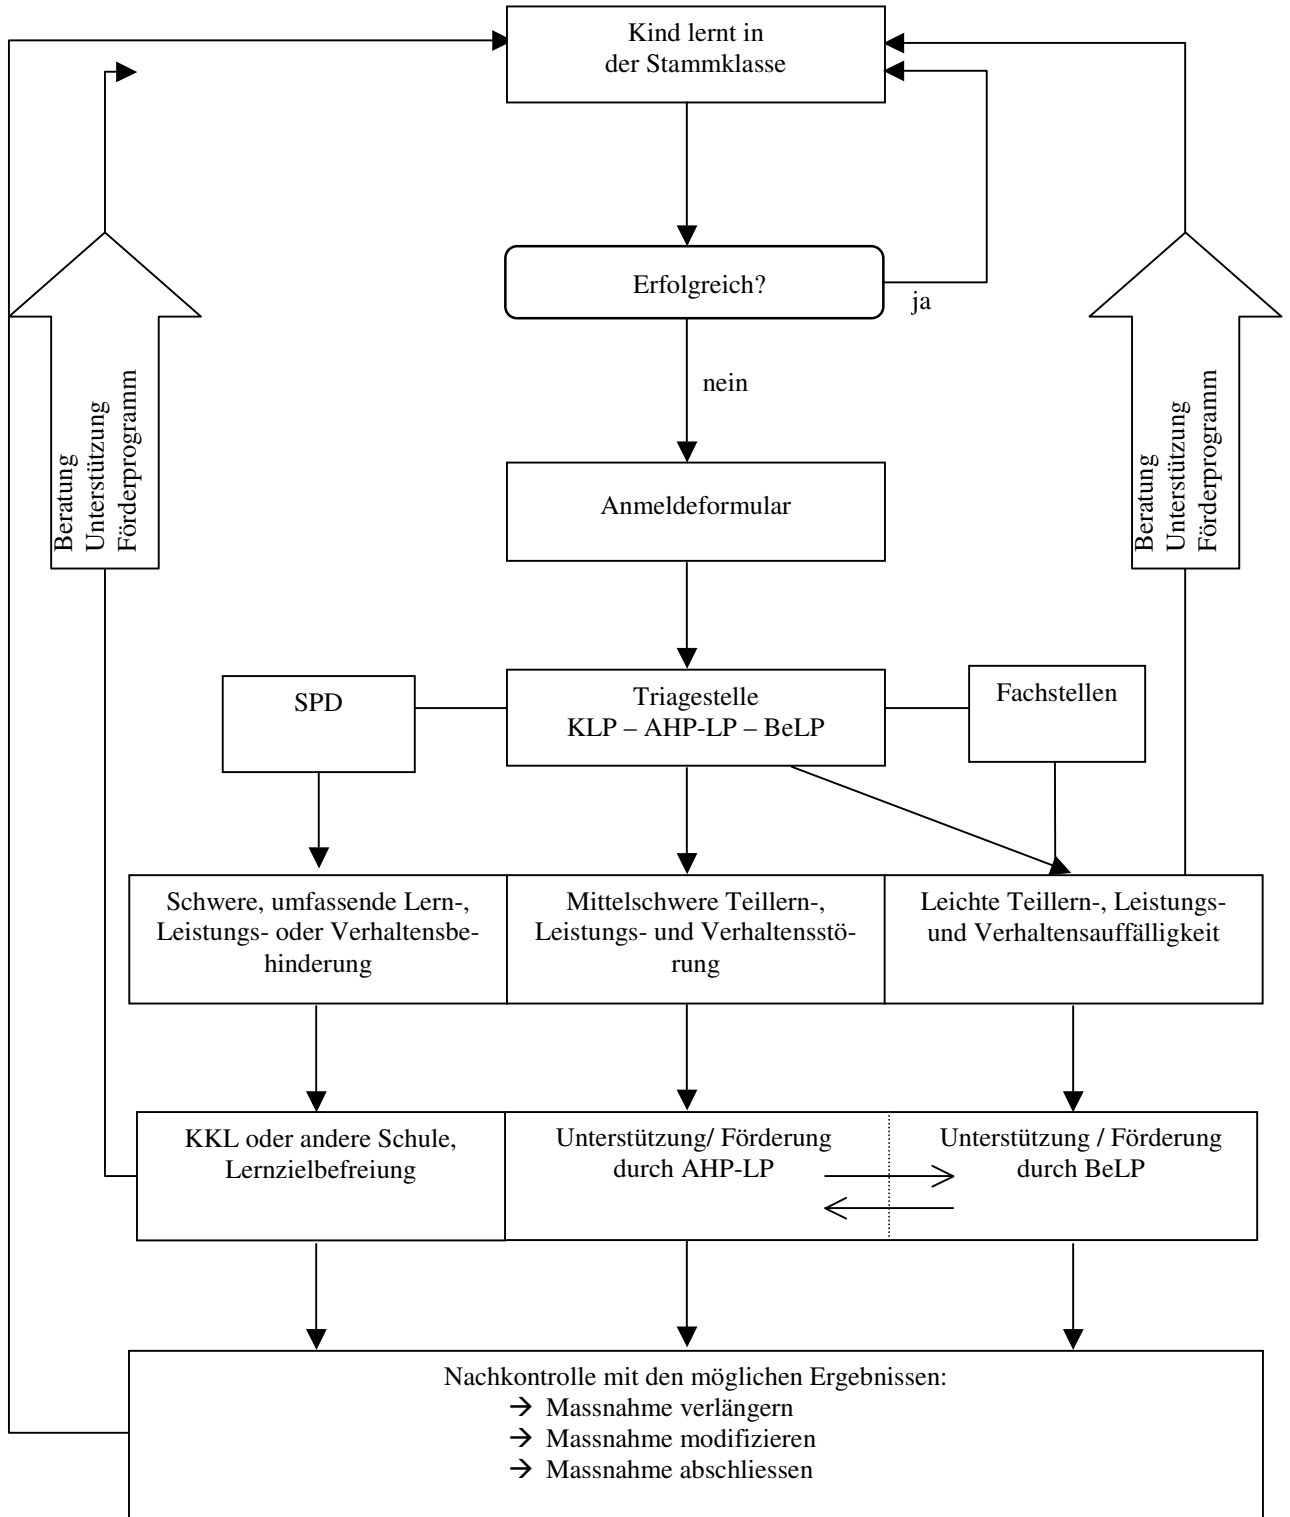 Kind lernt in
der Stammklasse
Erfolgreich?
ja
nein
Beratung
Unterstützung
Förderprogramm
Beratung
Unterstützung
Förderprogramm
Anmeldeformular
SPD
Triagestelle
KLP – AHP-LP – BeLP
Fachstellen
Schwere, umfassende Lern-,
Leistungs- oder Verhaltensbe-
hinderung
Mittelschwere Teillern-,
Leistungs- und Verhaltensstö-
rung
Leichte Teillern-, Leistungs-
und Verhaltensauffälligkeit
KKL oder andere Schule,
Lernzielbefreiung
Unterstützung/ Förderung
durch AHP-LP
Unterstützung / Förderung
durch BeLP
Nachkontrolle mit den möglichen Ergebnissen:
→ Massnahme verlängern
→ Massnahme modifizieren
→ Massnahme abschliessen